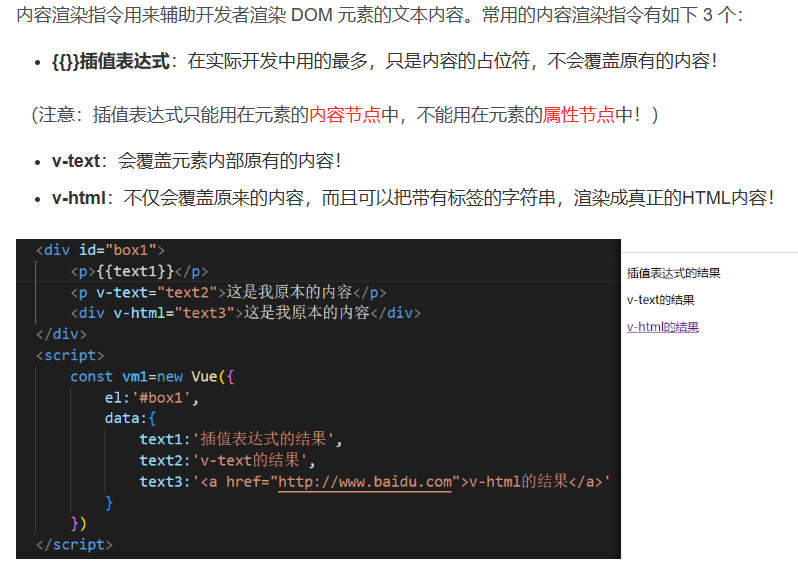 内容渲染指令用来辅助开发者渲染 DOM 元素的文本内容。常用的内容渲染指令有如下 3 个：
• {{}}插值表达式：在实际开发中用的最多，只是内容的占位符，不会覆盖原有的内容！
（注意：插值表达式只能用在元素的内容节点中，不能用在元素的属性节点中！）
• v-text：会覆盖元素内部原有的内容！
• v-html：不仅会覆盖原来的内容，而且可以把带有标签的字符串，渲染成真正的HTML内容！
<div id="box1">
    <p>{{text1}}</p>
    <p v-text="text2">这是我原本的内容</p>
    <div v-html="text3">这是我原本的内容</div>
</div>
<script>
    const vm1=new Vue({
        el:'#box1',
        data:{
            text1:'插值表达式的结果',
            text2:'v-text的结果',
            text3:'<a href="http://www.baidu.com">v-html的结果</a>'
        }
    })
</script>
插值表达式的结果
v-text的结果
v-html的结果